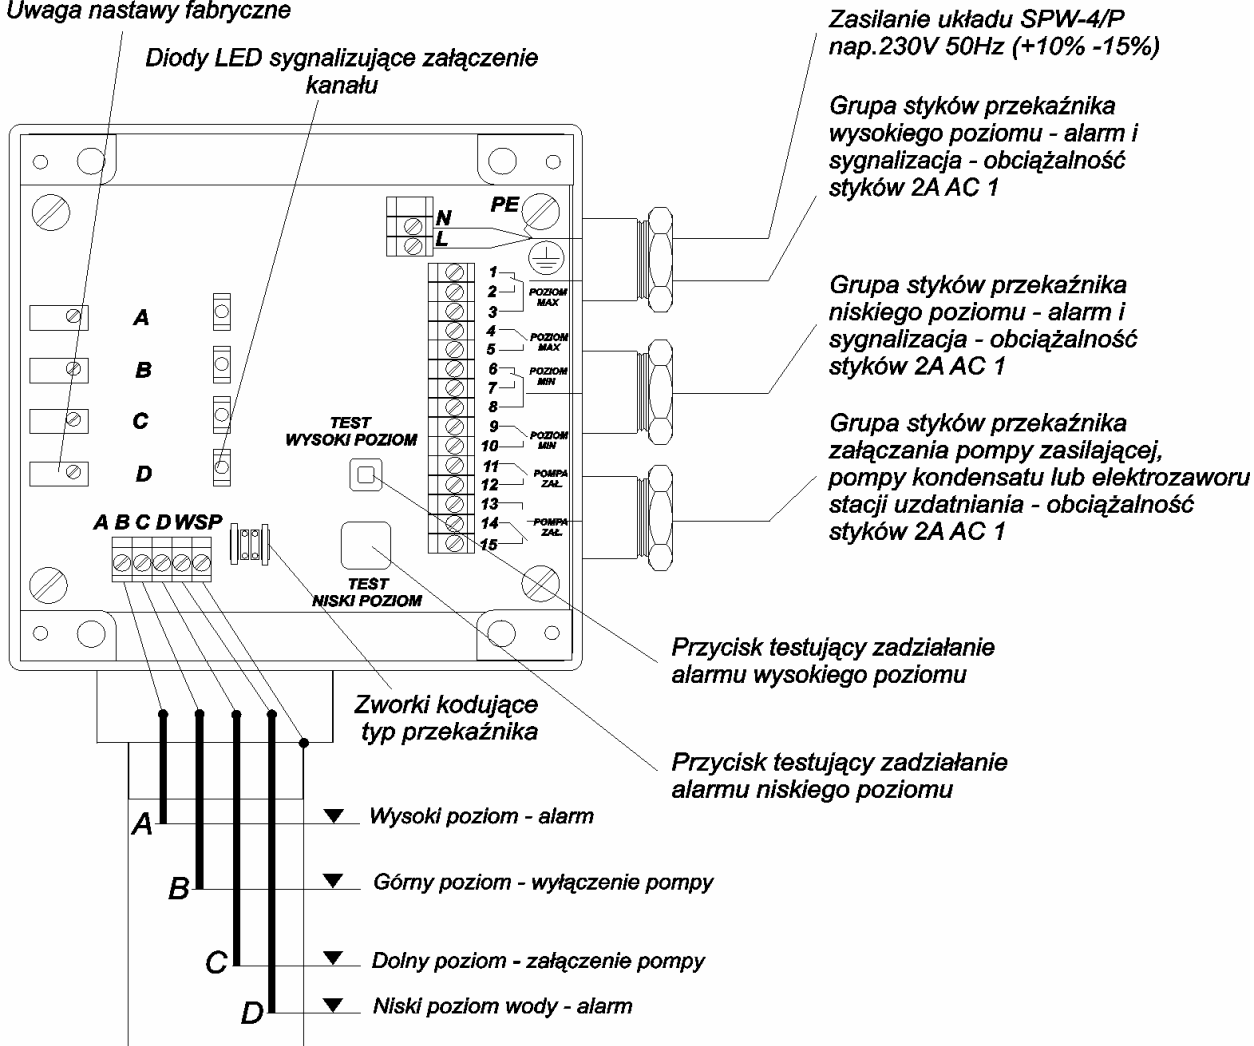 Uwaga nastawy fabryczne
Diody LED sygnalizujące załączenie
kanału
Zasilanie układu SPW-4/P
nap.230V 50Hz (+10% -15%)
Grupa styków przekaźnika
wysokiego poziomu - alarm i
sygnalizacja - obciążalność
styków 2A AC 1
Grupa styków przekaźnika
niskiego poziomu - alarm i
sygnalizacja - obciążalność
styków 2A AC 1
Grupa styków przekaźnika
załączania pompy zasilającej,
pompy kondensatu lub elektrozaworu
stacji uzdatniania - obciążalność
styków 2A AC 1
PE
N
L
1
2
3
POZIOM
MAX
4
5
POZIOM
MAX
6
7
8
POZIOM
MIN
9
10
POZIOM
MIN
11
12
POMPA
ZAŁ.
13
14
15
POMPA
ZAŁ.
A
B
C
D
TEST
WYSOKI POZIOM
A B C D WSP
TEST
NISKI POZIOM
Przycisk testujący zadziałanie
alarmu wysokiego poziomu
Zworki kodujące
typ przekaźnika
Przycisk testujący zadziałanie
alarmu niskiego poziomu
A
Wysoki poziom - alarm
B
Górny poziom - wyłączenie pompy
C
Dolny poziom - załączenie pompy
D
Niski poziom wody - alarm